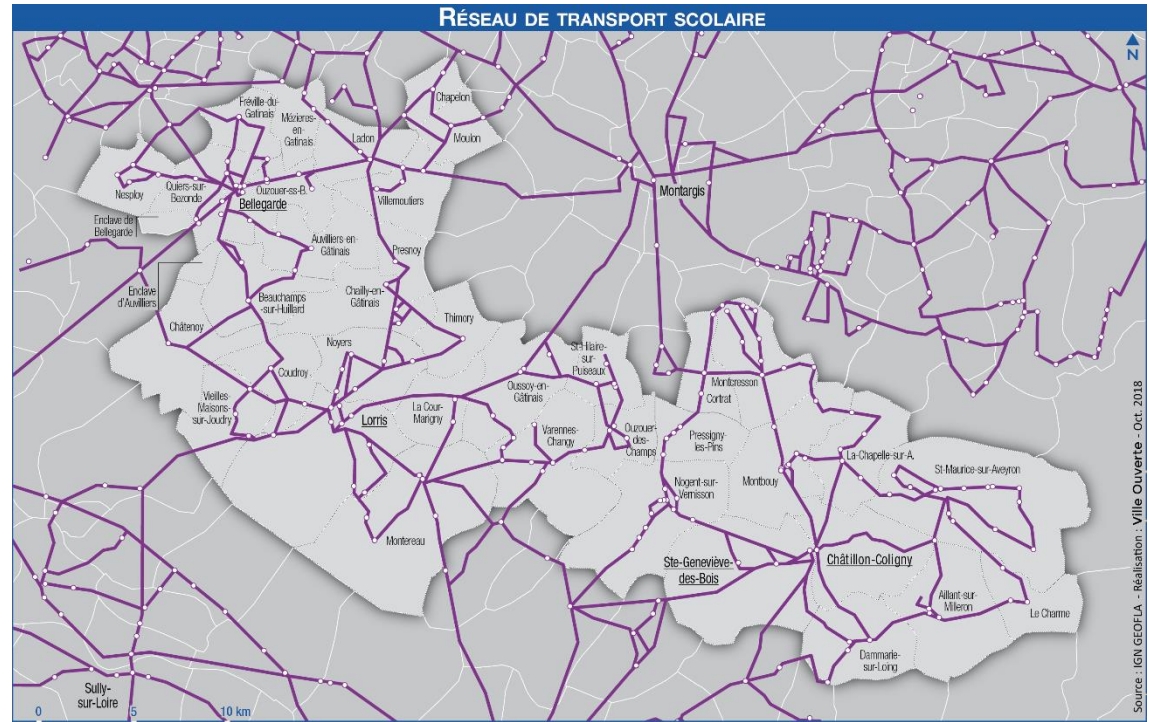 RÉSEAU DE TRANSPORT SCOLAIRE
N
Chapelon
Fréville-du-
Gatinais
Mézieres-
en-
Gatinais
Ladon
Moulon
Nesploy
Quiers-sur-
Bezonde
Ouzouer-ss-B.
Bellegarde
Villemoutiers
Montargis
Enclave de
Bellegarde
Auvilliers-en-
Gâtinais
Presnoy
Enclave
d'Auvilliers
Beauchamps
-sur-Huillard
Chailly-en-
Gâtinais
Thimory
Châtenoy
Noyers
St-Hilaire-
sur-
Puiseaux
Coudroy
Oussoy-en-
Gâtinais
Montcresson
Cortrat
Vieilles-
Maisons-
sur-Joudry
Lorris
La Cour-
Marigny
Varennes-
Changy
Ouzouer-
des-
Champs
Pressigny-
les-Pins
La-Chapelle-sur-A.
St-Maurice-sur-Aveyron
Nogent-sur-
Vernisson
Montbouy
Montereau
Ste-Geneviève-
des-Bois
Châtillon-Coligny
Aillant-sur-
Milleron
Le Charme
Dammarie-
sur-Loing
Sully-
sur-Loire
0 5 10 km
Source : IGN GEOFLA - Réalisation : Ville Ouverte - Oct. 2018